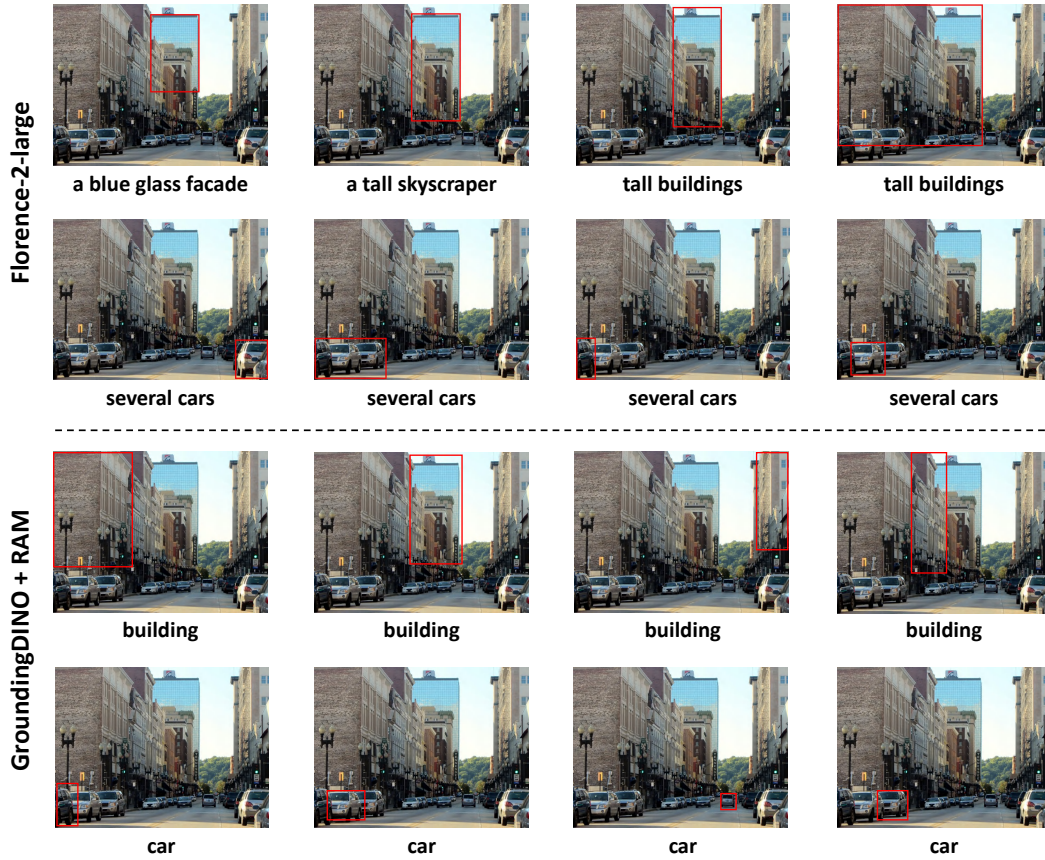 Florence-2-large
a blue glass facade
a tall skyscraper
tall buildings
tall buildings
several cars
several cars
several cars
several cars
GroundingDINO + RAM
building
building
building
building
car
car
car
car